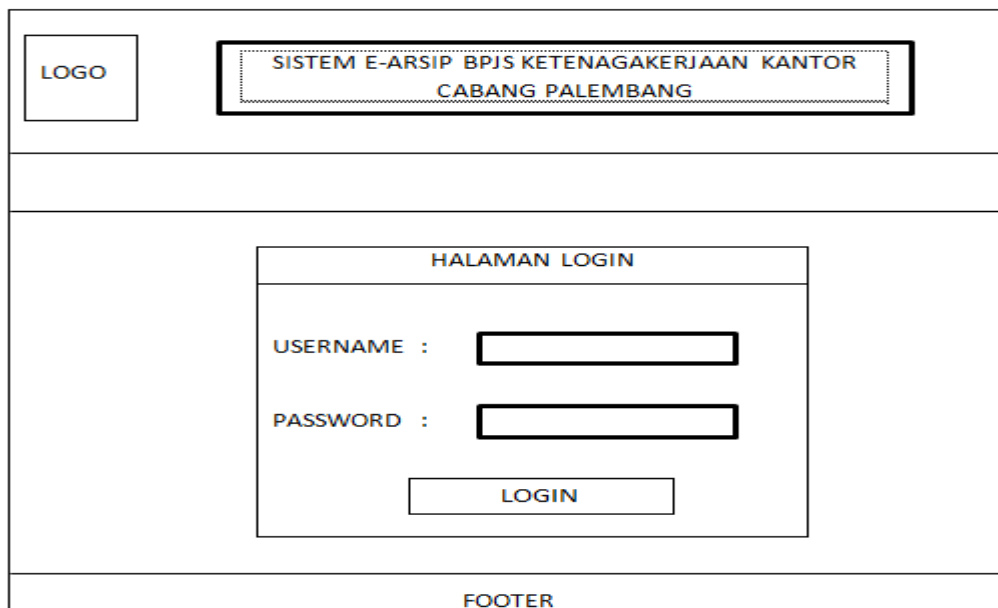 LOGO
SISTEM E-ARSIP BPJS KETENAGAKERJAAN KANTOR
CABANG PALEMBANG
HALAMAN LOGIN
USERNAME :
PASSWORD :
LOGIN
FOOTER